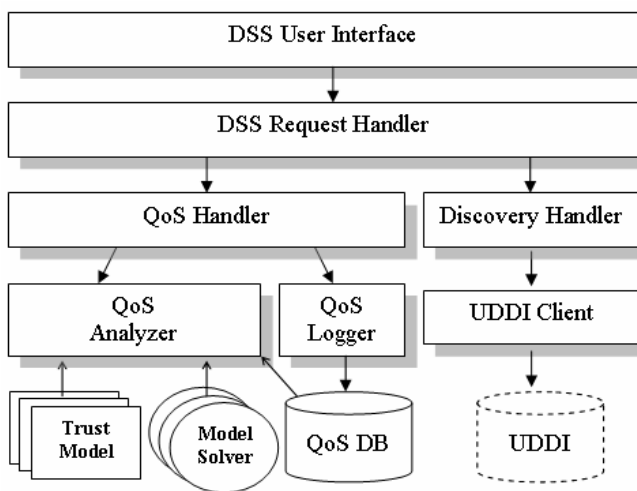 DSS User Interface
DSS Request Handler
QoS Handler
Discovery Handler
QoS
Analyzer
QoS
Logger
UDDI Client
Trust
Model
Model
Solver
QoS DB
UDDI